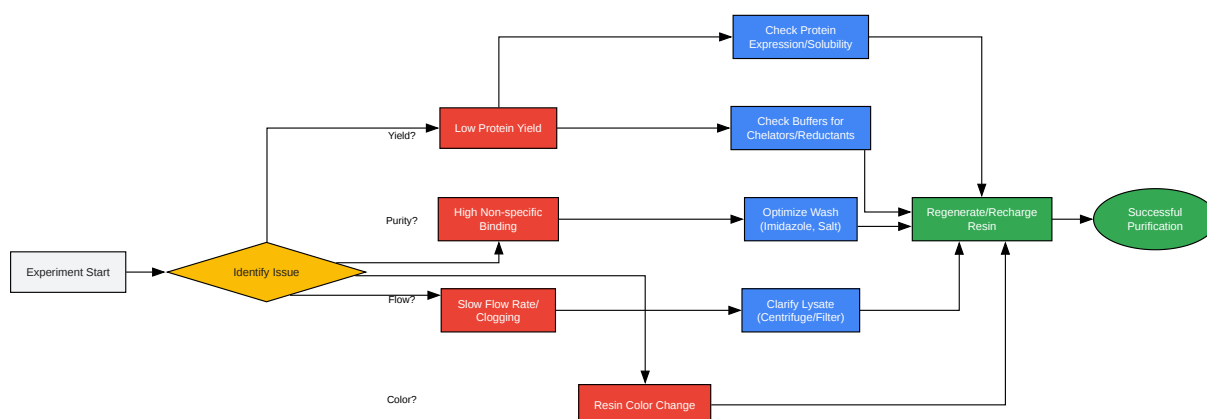 Check Protein
Expression/Solubility
Yield?
Low Protein Yield
Check Buffers for
Chelators/Reductants
Purity?
High Non-specific
Binding
Optimize Wash
(Imidazole, Salt)
Regenerate/Recharge
Resin
Successful
Purification
Experiment Start
Identify Issue
Flow?
Slow Flow Rate/
Clogging
Clarify Lysate
(Centrifuge/Filter)
Color?
Resin Color Change